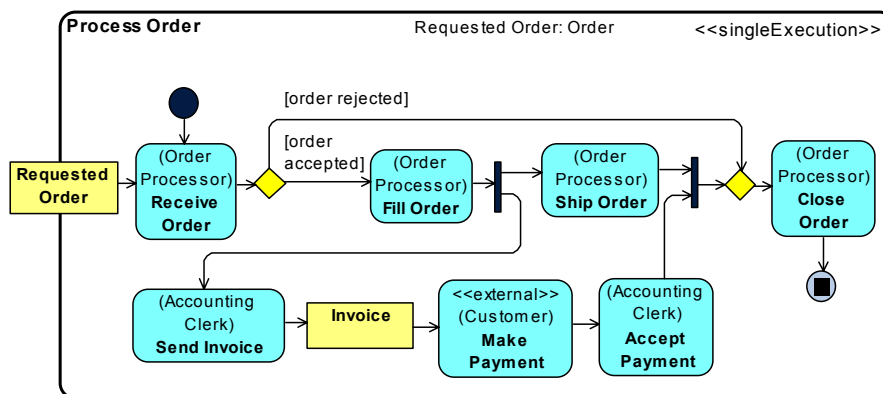 Process Order
Requested Order: Order
<<singleExecution>>
[order rejected]
[order
accepted]
Requested
Order
(Order
Processor)
Receive
Order
(Order
Processor)
Fill Order
(Order
Processor)
Ship Order
(Order
Processor)
Close
Order
(Accounting
Clerk)
Send Invoice
Invoice
<<external>>
(Customer)
Make
Payment
(Accounting
Clerk)
Accept
Payment